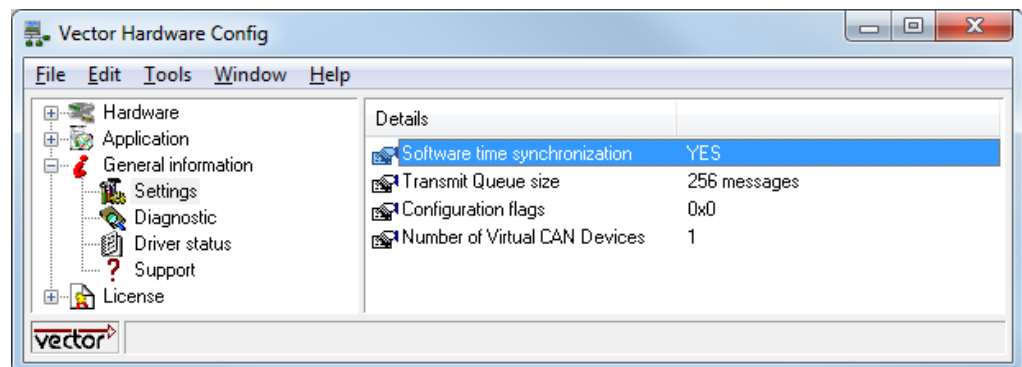 Vector Hardware Config
File Edit Tools Window Help
Hardware
Application
General information
Settings
Diagnostic
Driver status
Support
License
Details
Software time synchronization YES
Transmit Queue size 256 messages
Configuration flags 0x0
Number of Virtual CAN Devices 1
vector